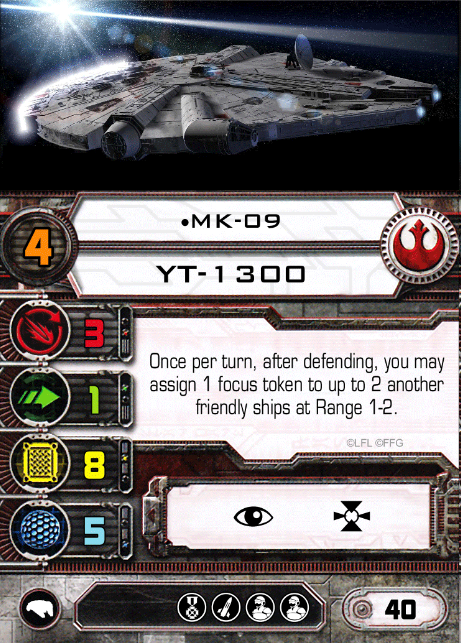 •MK-09
4
YT-1300
3
Once per turn, after defending, you may
assign 1 focus token to up to 2 another
friendly ships at Range 1-2.
1
©LFL ©FFG
8
5
40